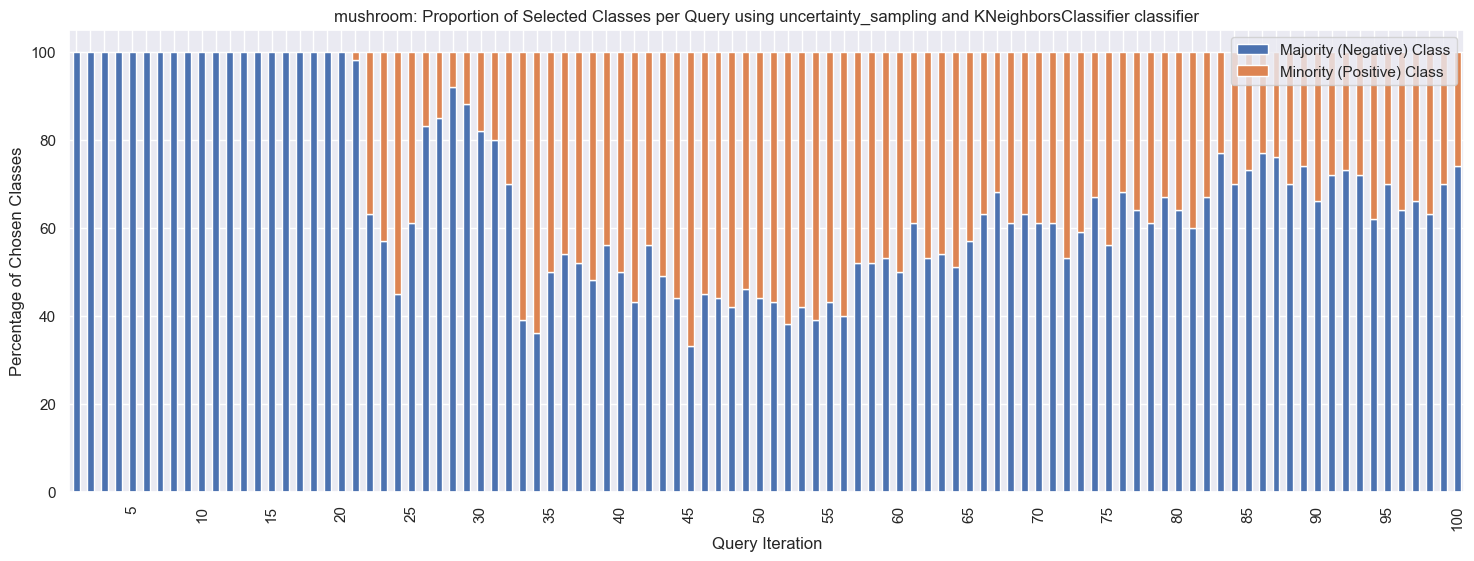 mushroom: Proportion of Selected Classes per Query using uncertainty_sampling and KNeighborsClassifier classifier
Majority (Negative) Class
Minority (Positive) Class
Percentage of Chosen Classes
100
80
60
40
20
0
5 10 15 20 25 30 35 40 45 50 55 60 65 70 75 80 85 90 95 100
Query Iteration